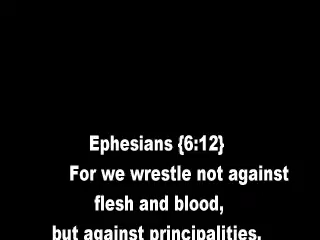 Ephesians {6:12}
For we wrestle not against
flesh and blood,
but against principalities,